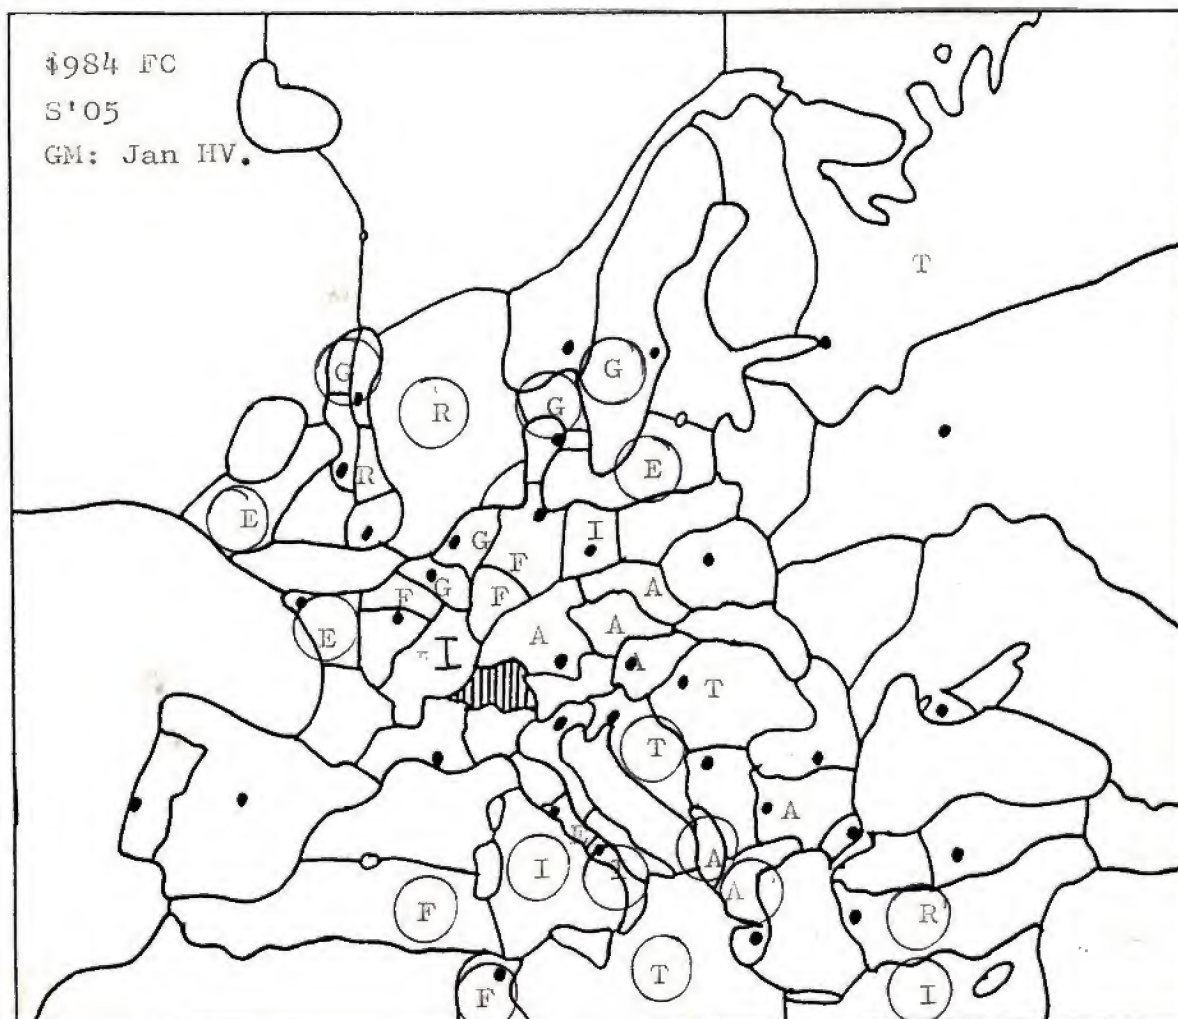 $984 FC
S'05
GM: Jan HV.
T
G G
R G
R E
E I
G F
F G F A
E A A
I A
T
T
A
I I A
A
F R
T
F I